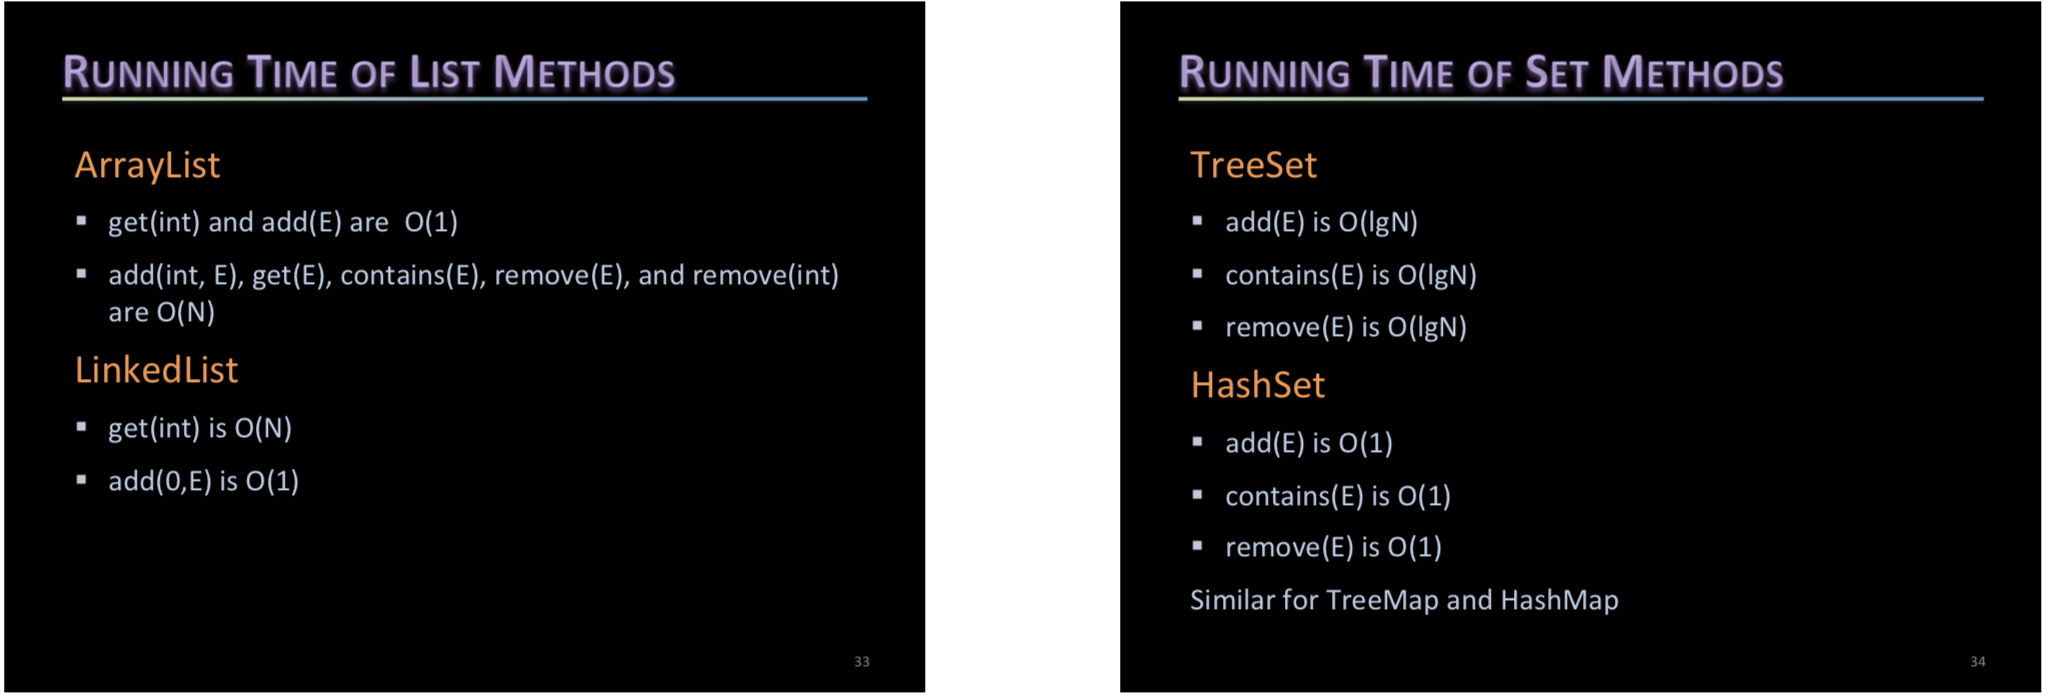 RUNNING TIME OF LIST METHODS
ArrayList
▪ get(int) and add(E) are  O(1)
▪ add(int, E), get(E), contains(E), remove(E), and remove(int)
are O(N)
LinkedList
▪ get(int) is O(N)
▪ add(0,E) is O(1)
33
RUNNING TIME OF SET METHODS
TreeSet
▪ add(E) is O(lgN)
▪ contains(E) is O(lgN)
▪ remove(E) is O(lgN)
HashSet
▪ add(E) is O(1)
▪ contains(E) is O(1)
▪ remove(E) is O(1)
Similar for TreeMap and HashMap
34